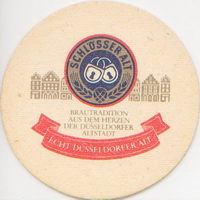 SCHLÖSSER ALT
BRAUTRADITION
AUS DEM HERZEN
DER DÜSSELDORFER
ALTSTADT
ECHT DÜSSELDORFER ALT